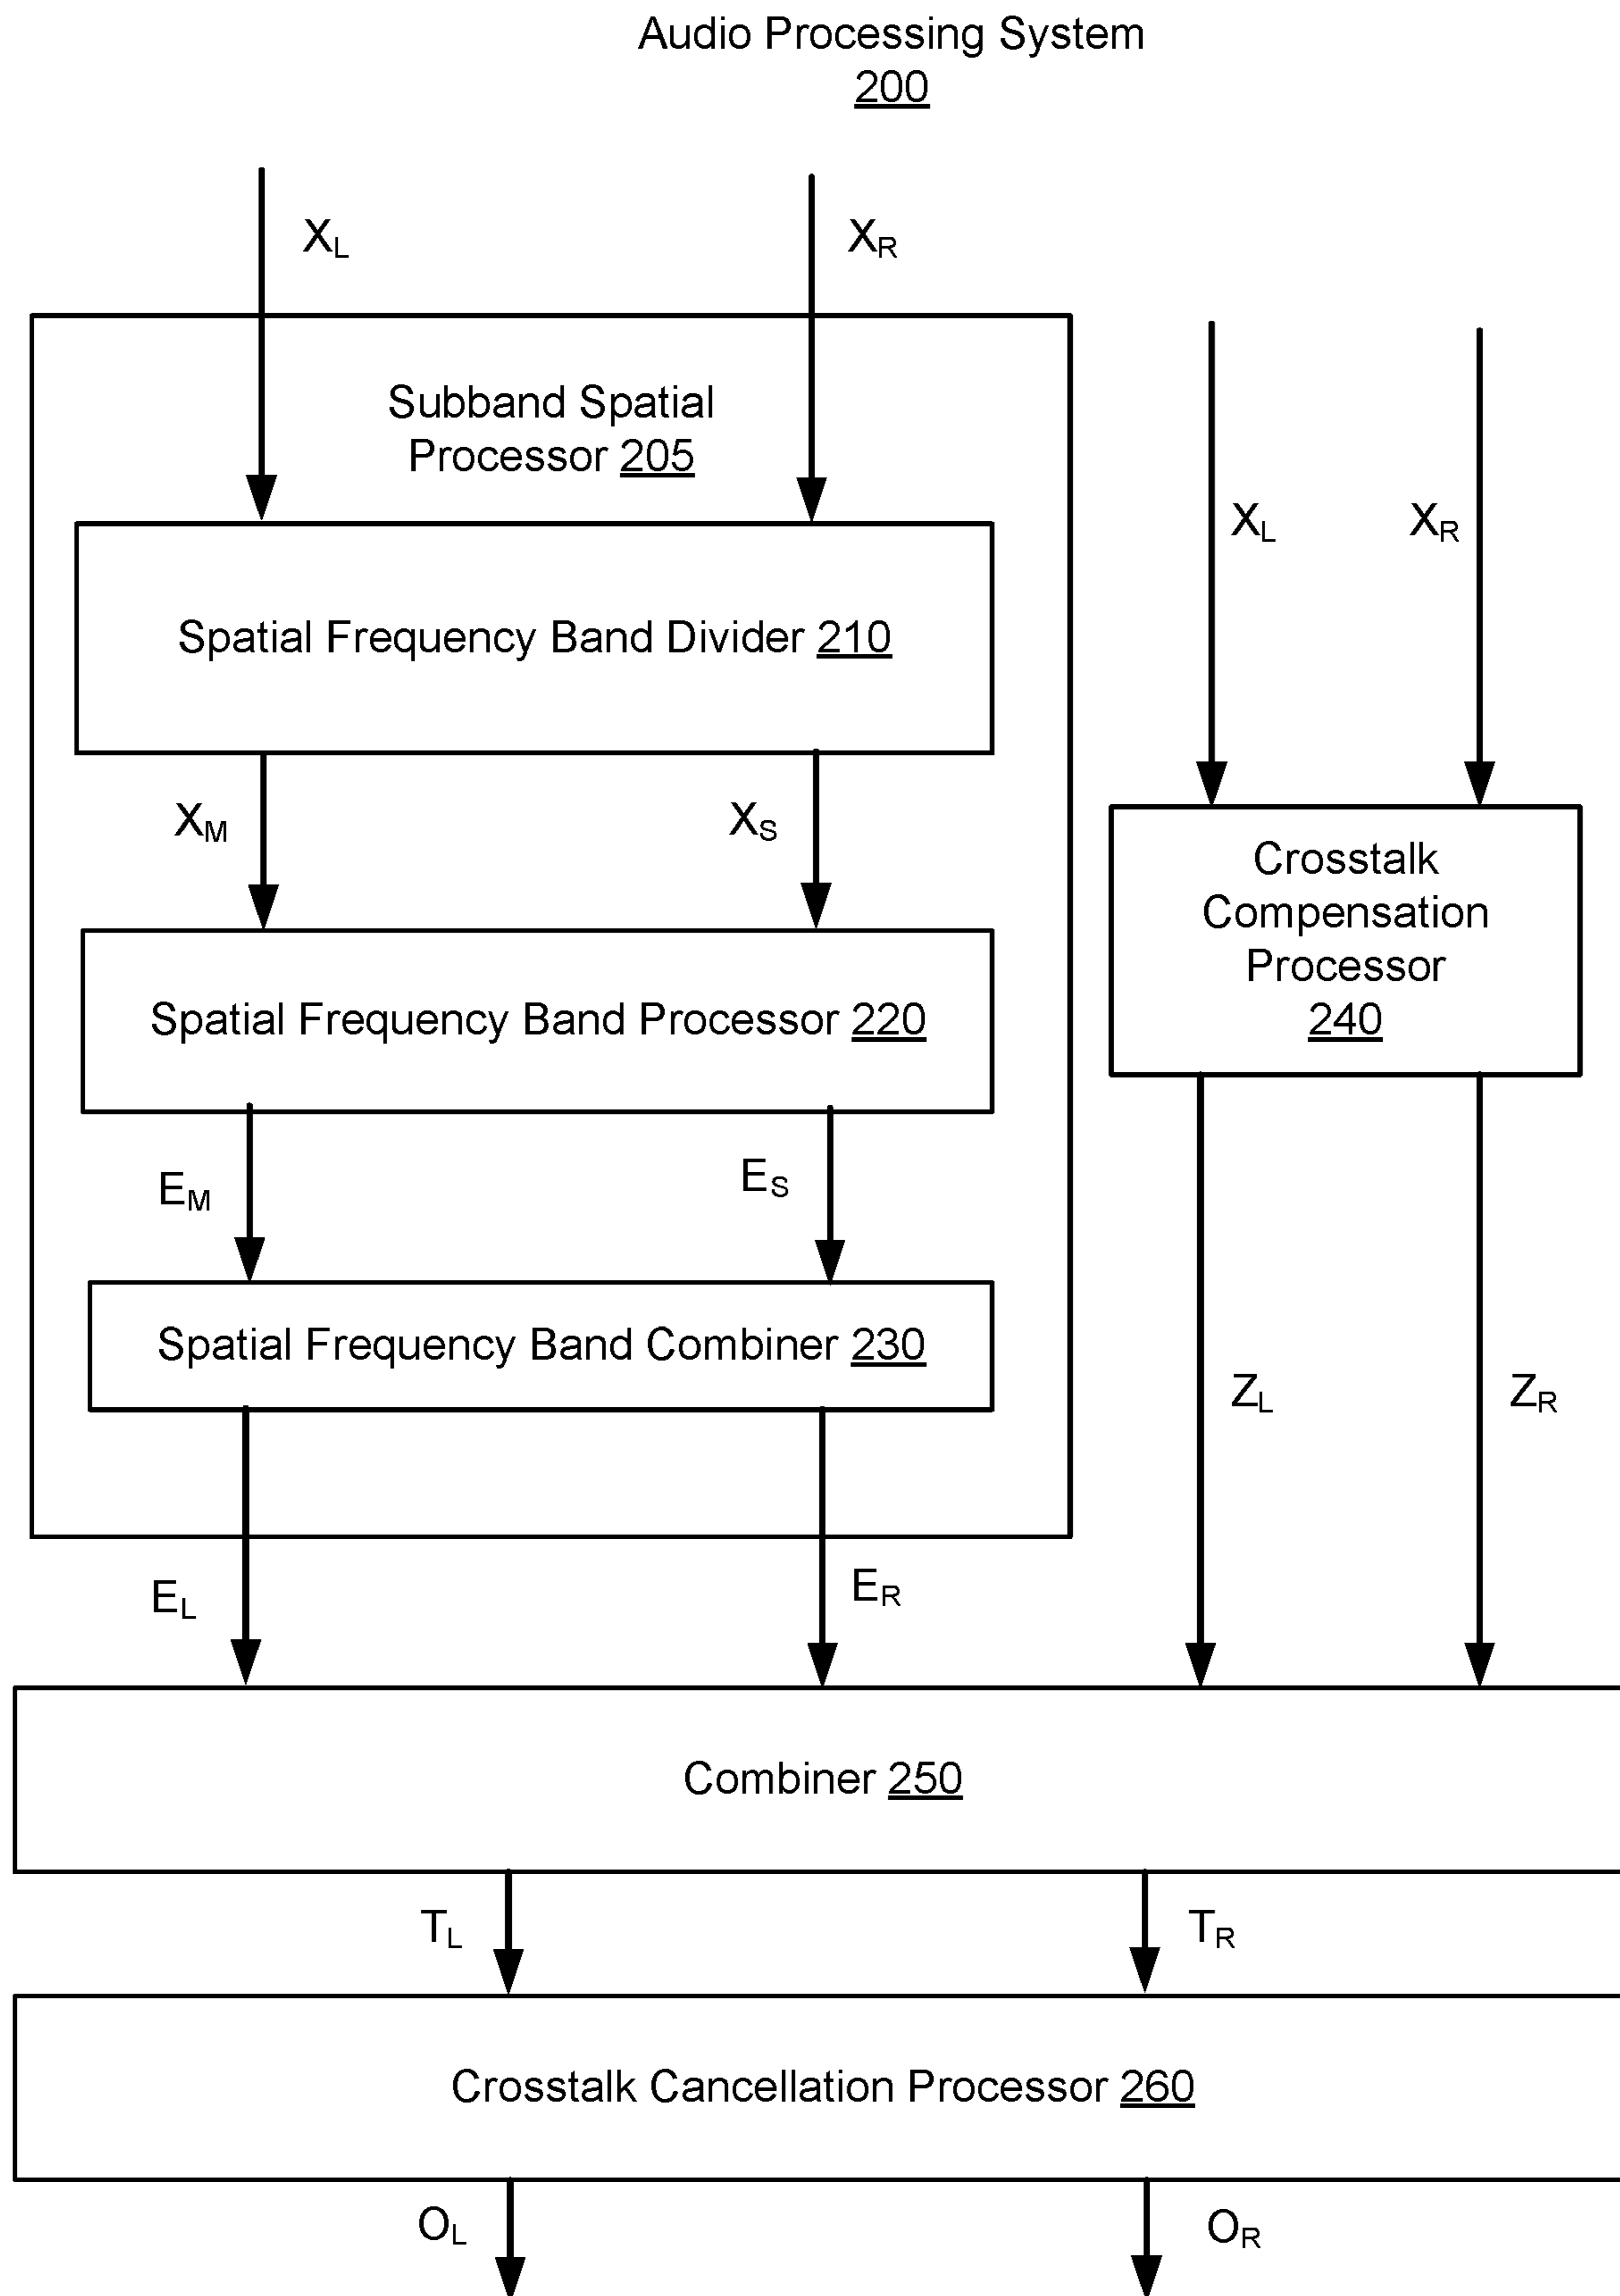 Audio Processing System
200
XL
XR
Subband Spatial
Processor 205
XL
XR
Spatial Frequency Band Divider 210
XM
XS
Crosstalk
Compensation
Processor
240
Spatial Frequency Band Processor 220
EM
ES
Spatial Frequency Band Combiner 230
ZL
ZR
EL
ER
Combiner 250
TL
TR
Crosstalk Cancellation Processor 260
OL
OR